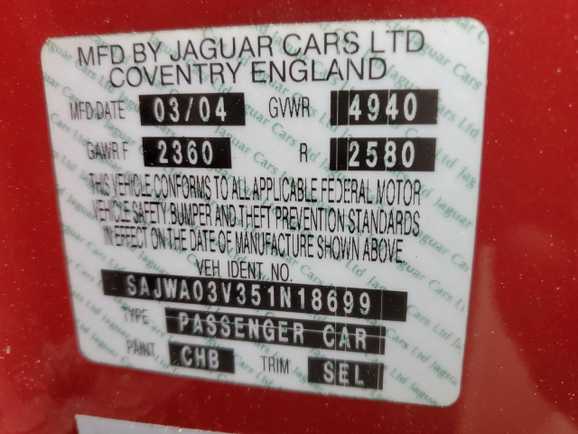 MFD BY JAGUAR CARS LTD
COVENTRY ENGLAND
MFD DATE 03/04 GVWR 4940
GAWR F 2360 R 2580
THIS VEHICLE CONFORMS TO ALL APPLICABLE FEDERAL MOTOR
VEHICLE SAFETY BUMPER AND THEFT PREVENTION STANDARDS
IN EFFECT ON THE DATE OF MANUFACTURE SHOWN ABOVE.
VEH IDENT. NO.
SAJWA03V351N18699
TYPE PASSENGER CAR
PAINT CHB TRIM SEL